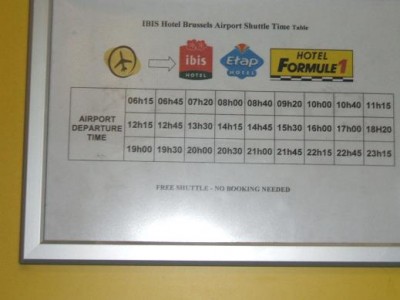 IBIS Hotel Brussels Airport Shuttle Time Table
ibis HOTEL Etap HOTEL HOTEL FORMULE1
06h15 06h45 07h20 08h00 08h40 09h20 10h00 10h40 11h15
AIRPORT DEPARTURE TIME 12h15 12h45 13h30 14h15 14h45 15h30 16h00 17h00 18H20
19h00 19h30 20h00 20h30 21h00 21h45 22h15 22h45 23h15
FREE SHUTTLE - NO BOOKING NEEDED